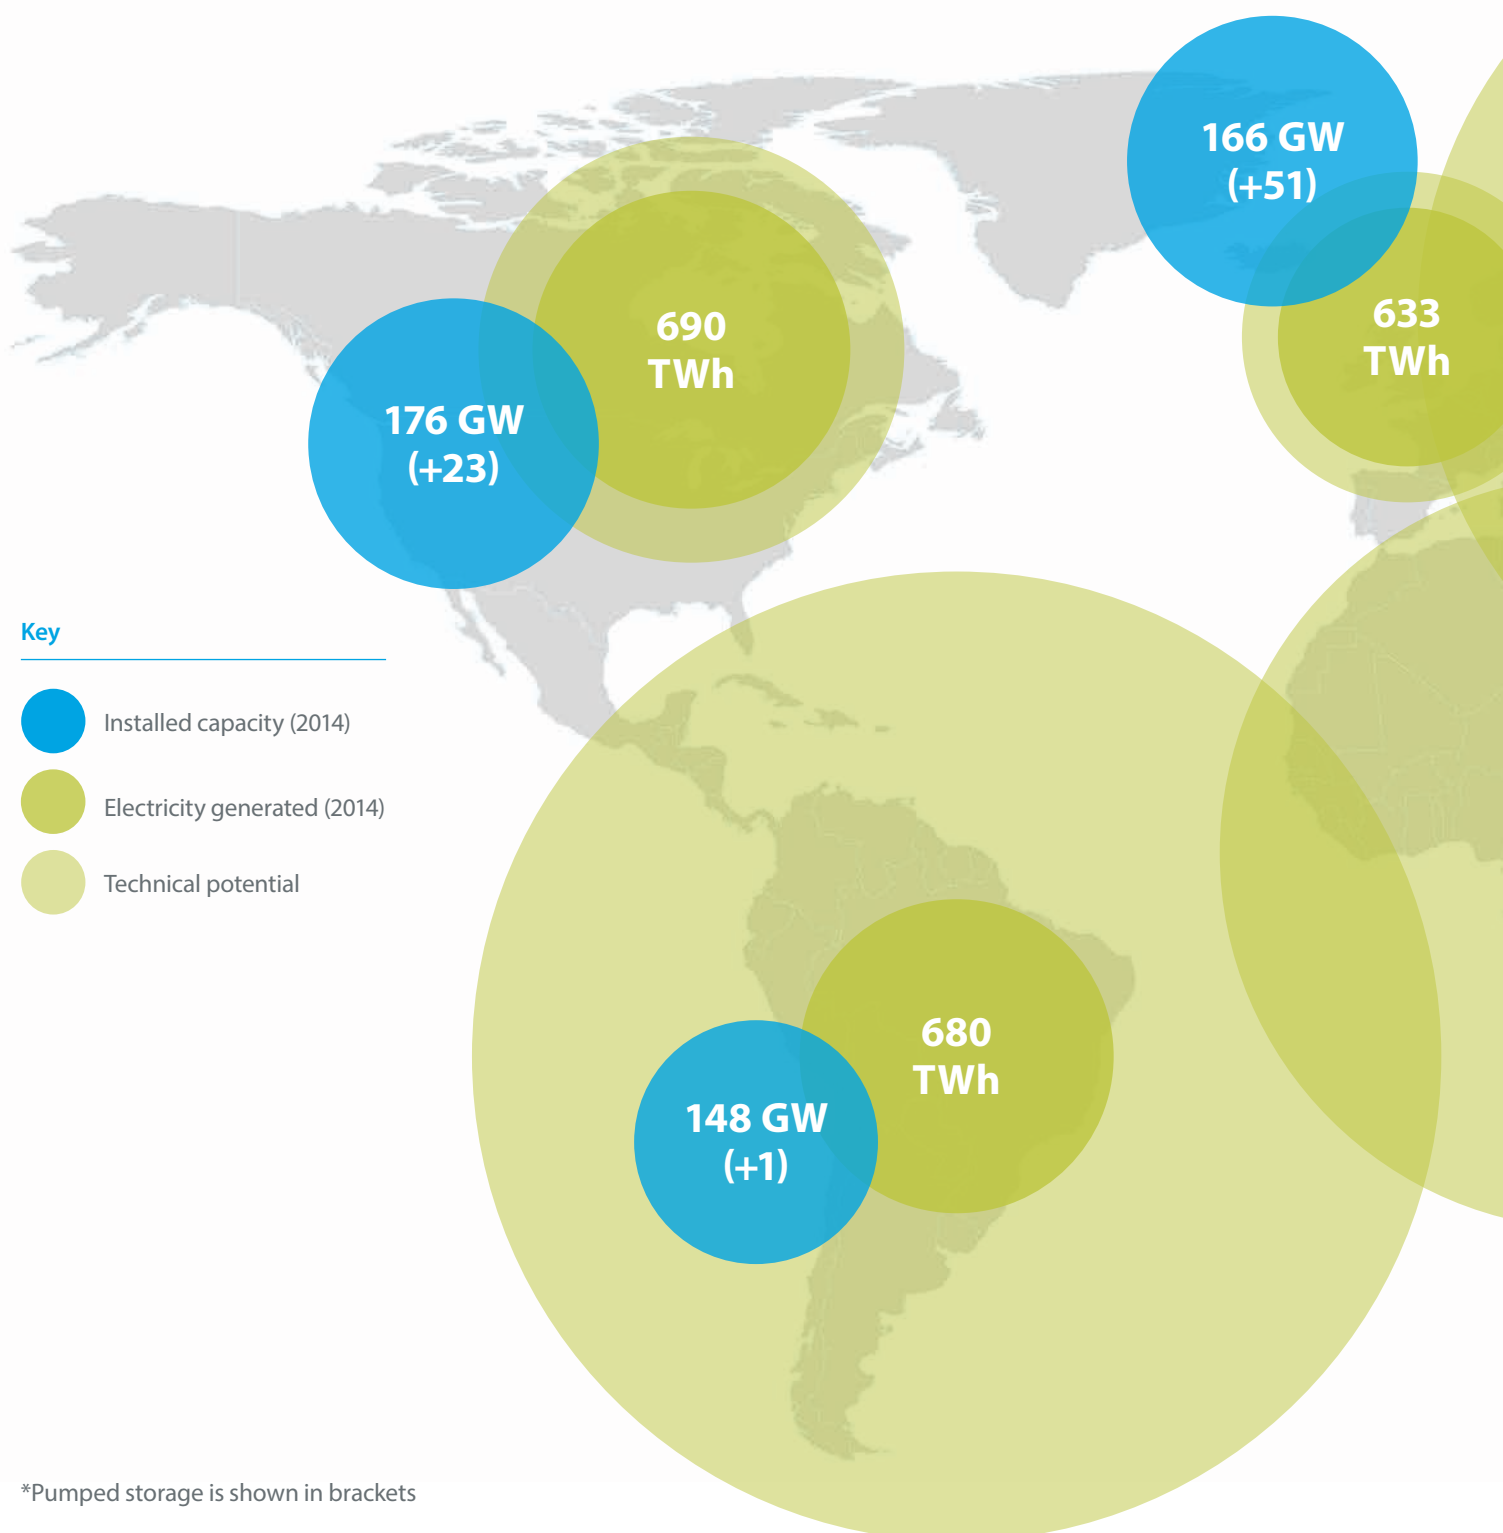 166 GW
(+51)
633
TWh
690
TWh
176 GW
(+23)
Key
Installed capacity (2014)
Electricity generated (2014)
Technical potential
680
TWh
148 GW
(+1)
*Pumped storage is shown in brackets